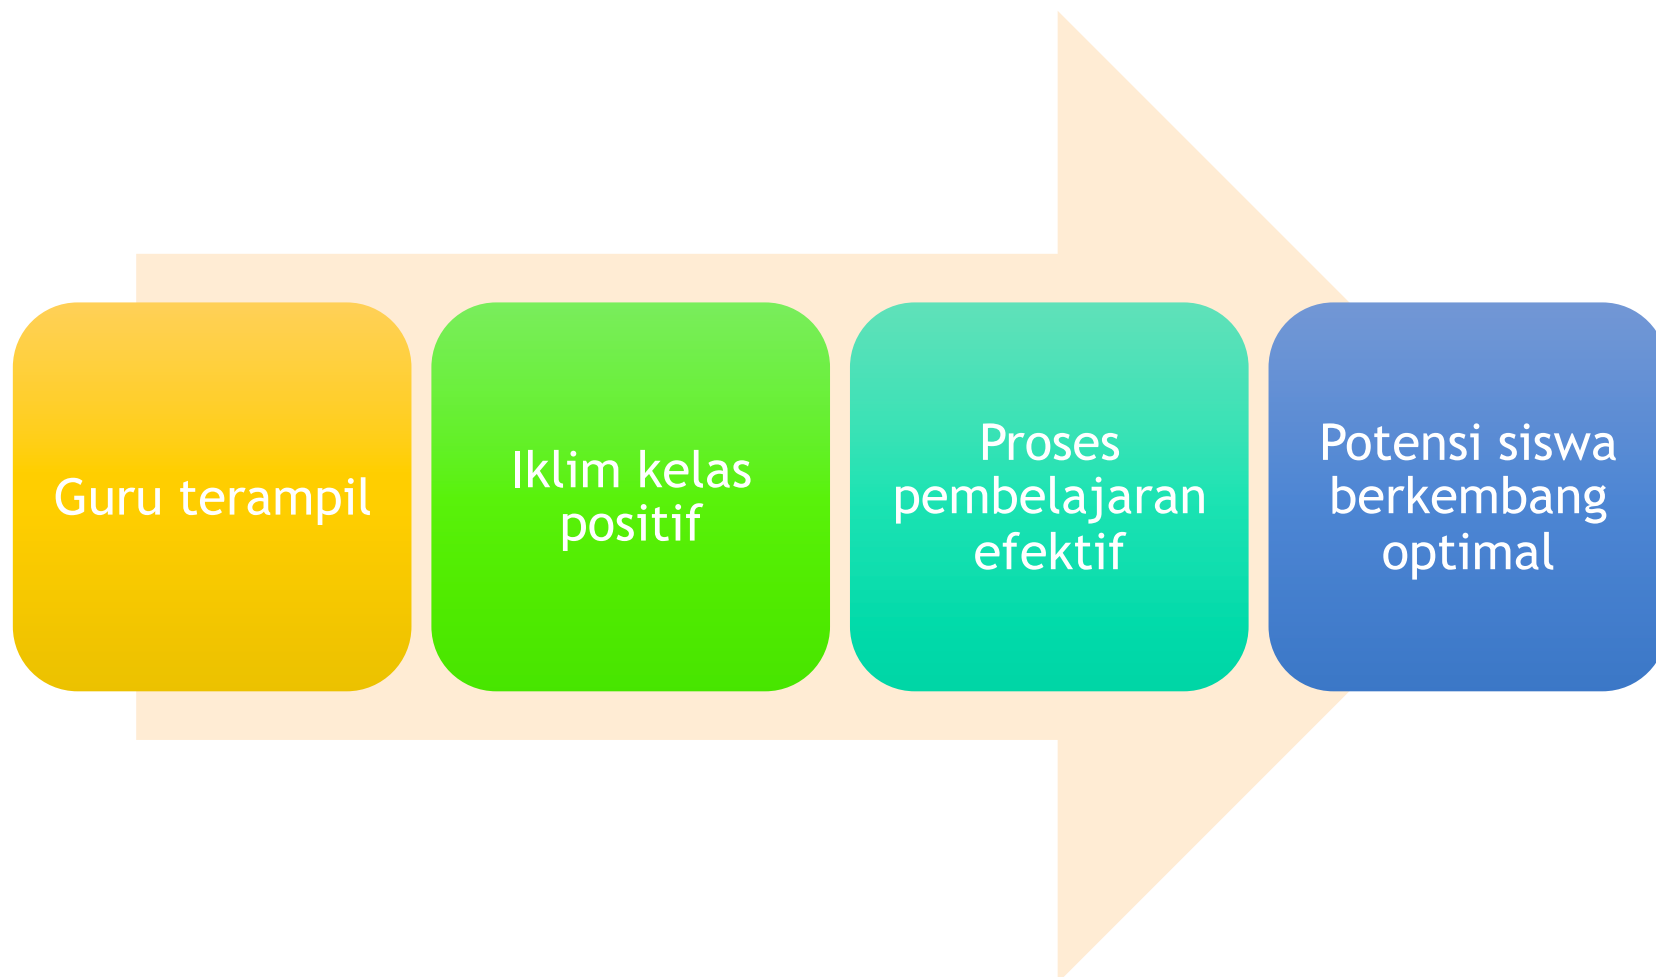 Guru terampil
Iklim kelas
positif
Proses
pembelajaran
efektif
Potensi siswa
berkembang
optimal